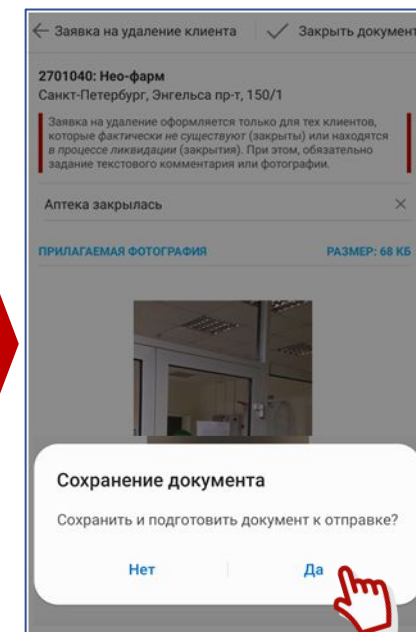 Заявка на удаление клиента
Закрыть документ
2701040: Нео-фарм
Санкт-Петербург, Энгельса пр-т, 150/1
Заявка на удаление оформляется только для тех клиентов,
которые фактически не существуют (закрыты) или находятся
в процессе ликвидации (закрытия). При этом, обязательно
задание текстового комментария или фотографии.
Аптека закрылась
ПРИЛАГАЕМАЯ ФОТОГРАФИЯ
РАЗМЕР: 68 КБ
Сохранение документа
Сохранить и подготовить документ к отправке?
Нет
Да